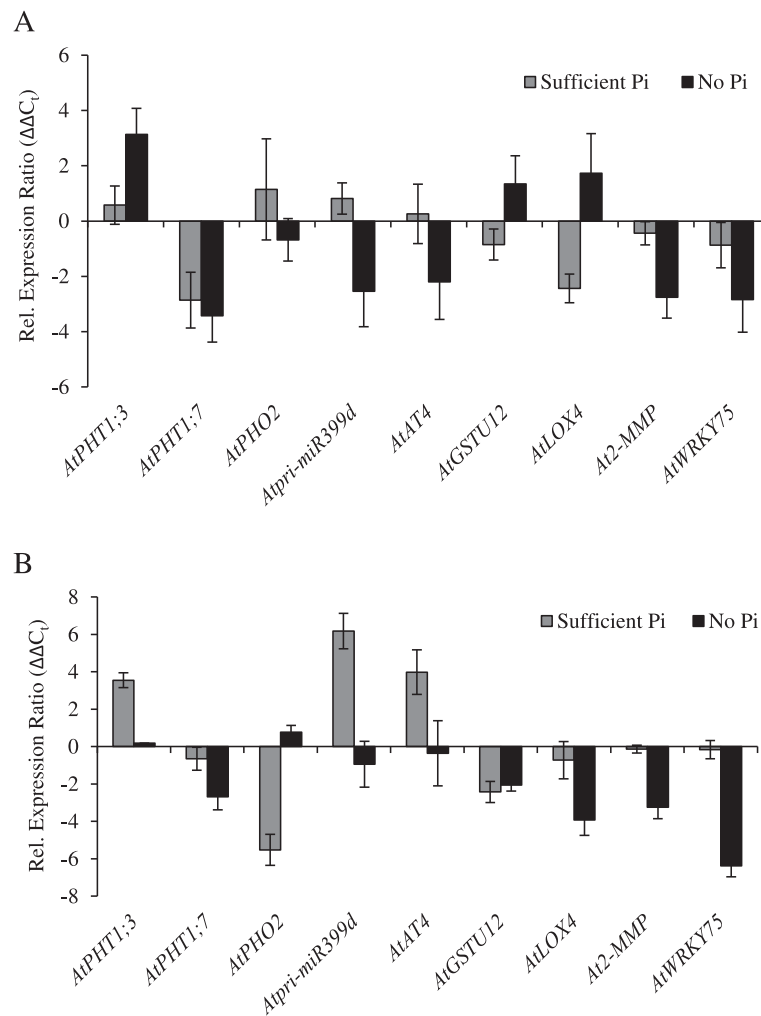 A
6
4
2
0
-2
-4
-6
Rel. Expression Ratio (ΔΔCt)
Sufficient Pi
No Pi
AtPHT1;3
AtPHT1;7
AtPHO2
Atpri-miR399d
AtAT4
AtGSTU12
AtLOX4
At2-MMP
AtWRKY75
B
8
6
4
2
0
-2
-4
-6
-8
Rel. Expression Ratio (ΔΔCt)
Sufficient Pi
No Pi
AtPHT1;3
AtPHT1;7
AtPHO2
Atpri-miR399d
AtAT4
AtGSTU12
AtLOX4
At2-MMP
AtWRKY75